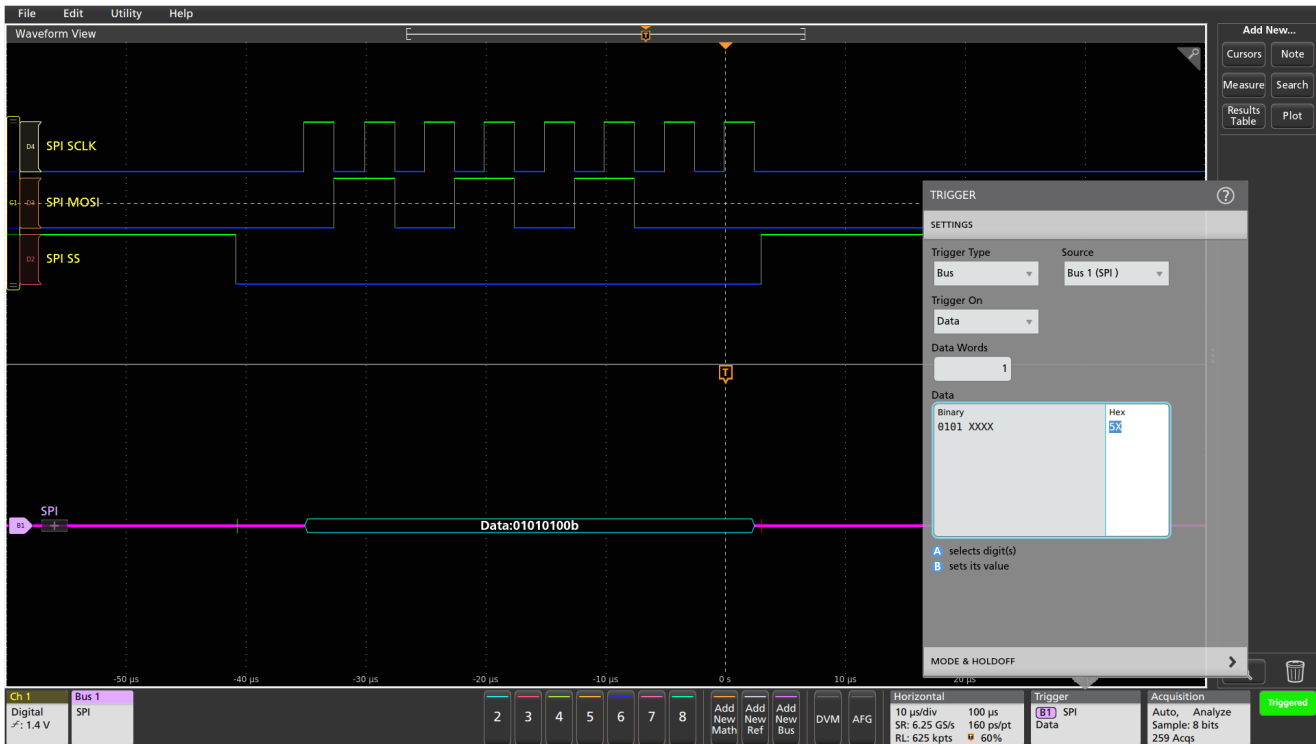 File Edit Utility Help
Waveform View
Add New...
Cursors Note
Measure Search
Results Table Plot
D4 SPI SCLK
C1 D3 SPI MOSI
D2 SPI SS
T
T
TRIGGER ?
SETTINGS
Trigger Type Source
Bus Bus 1 (SPI )
Trigger On
Data
Data Words
1
Data
Binary Hex
0101 XXXX 5X
A selects digit(s)
B sets its value
MODE & HOLDOFF
SPI
B1 + Data:01010100b
-50 µs -40 µs -30 µs -20 µs -10 µs 0 s 10 µs 20 µs
Ch 1
Digital
: 1.4 V
Bus 1
SPI
2 3 4 5 6 7 8
Add New Math
Add New Ref
Add New Bus
DVM AFG
Horizontal
10 µs/div 100 µs
SR: 6.25 GS/s 160 ps/pt
RL: 625 kpts 60%
Trigger
B1 SPI
Data
Acquisition
Auto, Analyze
Sample: 8 bits
259 Acqs
Triggered